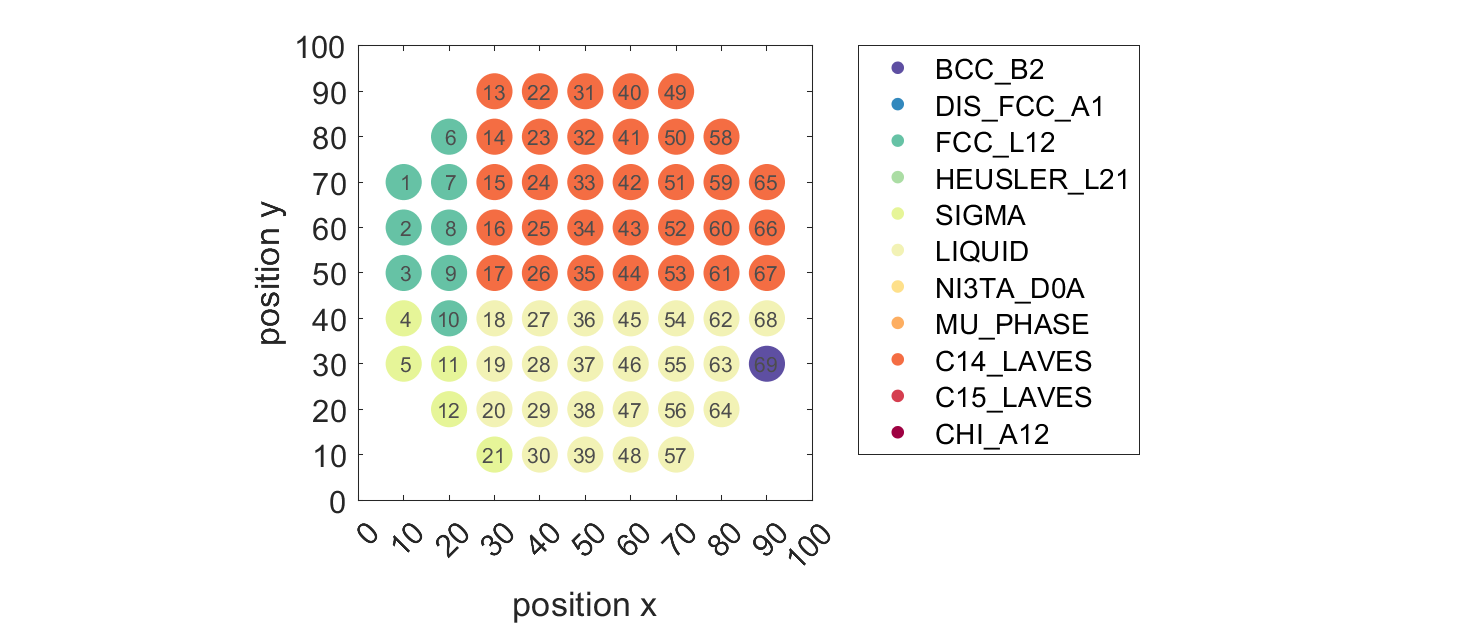 100
90
80
70
60
50
40
30
20
10
0
position y
13 22 31 40 49
6 14 23 32 41 50 58
1 7 15 24 33 42 51 59 65
2 8 16 25 34 43 52 60 66
3 9 17 26 35 44 53 61 67
4 10 18 27 36 45 54 62 68
5 11 19 28 37 46 55 63 69
12 20 29 38 47 56 64
21 30 39 48 57
0 10 20 30 40 50 60 70 80 90 100
position x
BCC_B2
DIS_FCC_A1
FCC_L12
HEUSLER_L21
SIGMA
LIQUID
NI3TA_D0A
MU_PHASE
C14_LAVES
C15_LAVES
CHI_A12